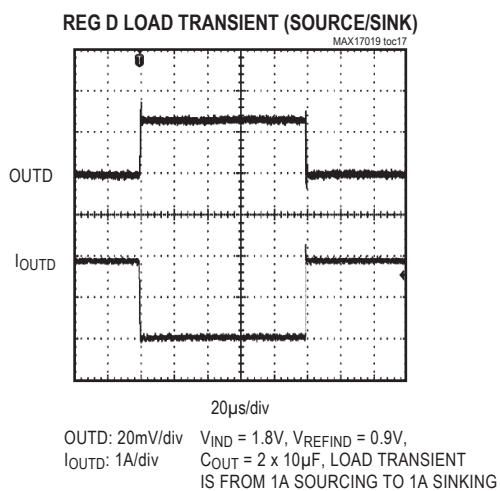 REG D LOAD TRANSIENT (SOURCE/SINK)
MAX17019 toc17
T
OUTD
IOUTD
20µs/div
OUTD: 20mV/div
IOUTD: 1A/div
VIND = 1.8V, VREFIND = 0.9V,
COUT = 2 x 10µF, LOAD TRANSIENT
IS FROM 1A SOURCING TO 1A SINKING